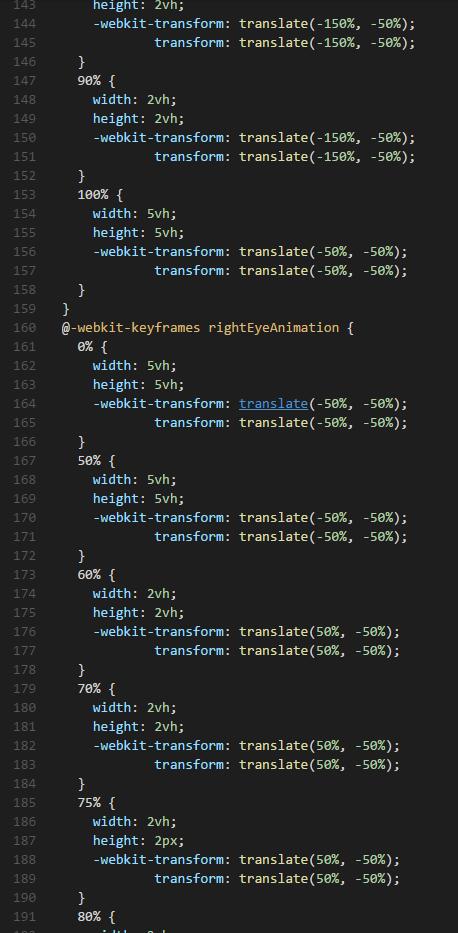 143 height: 2vh;
144 -webkit-transform: translate(-150%, -50%);
145 transform: translate(-150%, -50%);
146 }
147 90% {
148 width: 2vh;
149 height: 2vh;
150 -webkit-transform: translate(-150%, -50%);
151 transform: translate(-150%, -50%);
152 }
153 100% {
154 width: 5vh;
155 height: 5vh;
156 -webkit-transform: translate(-50%, -50%);
157 transform: translate(-50%, -50%);
158 }
159 }
160 @-webkit-keyframes rightEyeAnimation {
161 0% {
162 width: 5vh;
163 height: 5vh;
164 -webkit-transform: translate(-50%, -50%);
165 transform: translate(-50%, -50%);
166 }
167 50% {
168 width: 5vh;
169 height: 5vh;
170 -webkit-transform: translate(-50%, -50%);
171 transform: translate(-50%, -50%);
172 }
173 60% {
174 width: 2vh;
175 height: 2vh;
176 -webkit-transform: translate(50%, -50%);
177 transform: translate(50%, -50%);
178 }
179 70% {
180 width: 2vh;
181 height: 2vh;
182 -webkit-transform: translate(50%, -50%);
183 transform: translate(50%, -50%);
184 }
185 75% {
186 width: 2vh;
187 height: 2px;
188 -webkit-transform: translate(50%, -50%);
189 transform: translate(50%, -50%);
190 }
191 80% {